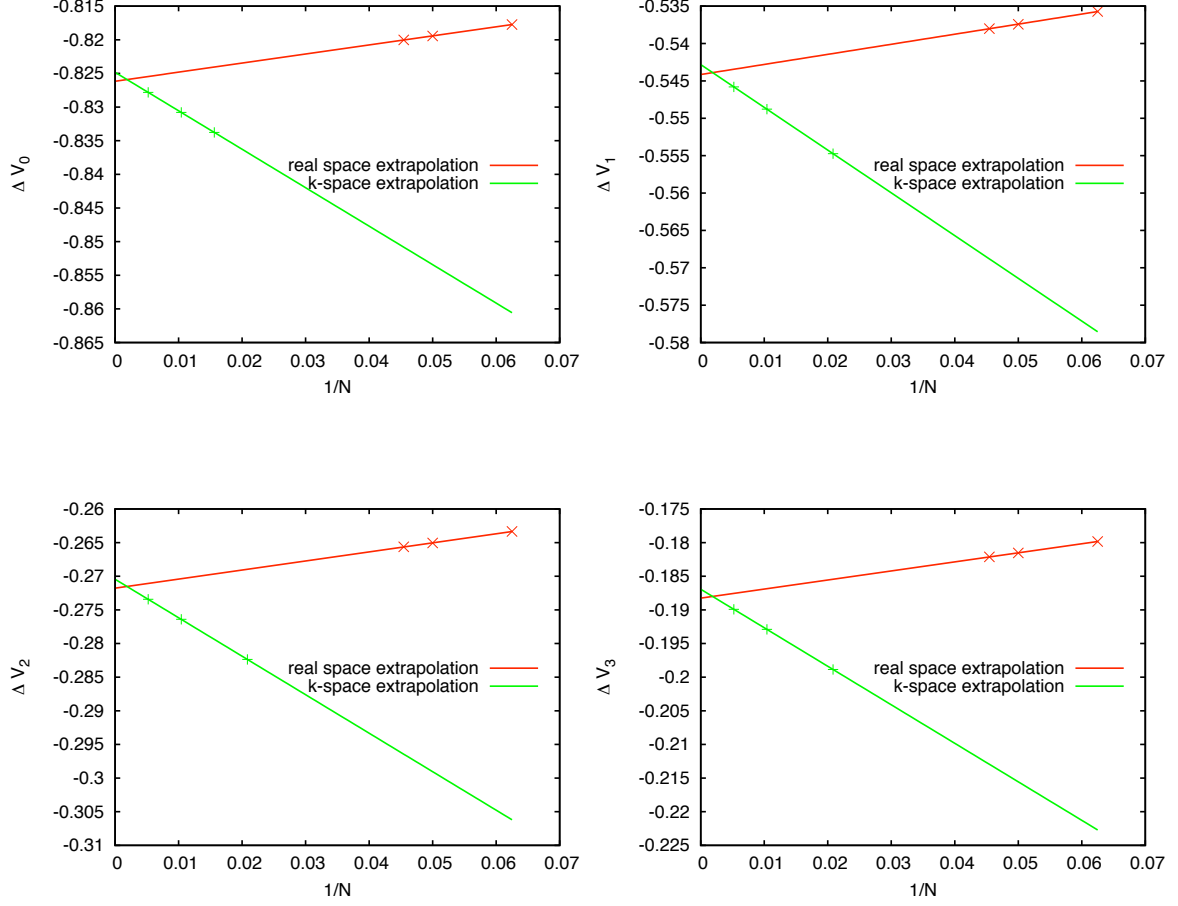 -0.815
-0.82
-0.825
-0.83
-0.835
-0.84
-0.845
-0.85
-0.855
-0.86
-0.865
0 0.01 0.02 0.03 0.04 0.05 0.06 0.07
Δ V0
1/N
real space extrapolation
k-space extrapolation
-0.535
-0.54
-0.545
-0.55
-0.555
-0.56
-0.565
-0.57
-0.575
-0.58
0 0.01 0.02 0.03 0.04 0.05 0.06 0.07
Δ V1
1/N
real space extrapolation
k-space extrapolation
-0.26
-0.265
-0.27
-0.275
-0.28
-0.285
-0.29
-0.295
-0.3
-0.305
-0.31
0 0.01 0.02 0.03 0.04 0.05 0.06 0.07
Δ V2
1/N
real space extrapolation
k-space extrapolation
-0.175
-0.18
-0.185
-0.19
-0.195
-0.2
-0.205
-0.21
-0.215
-0.22
-0.225
0 0.01 0.02 0.03 0.04 0.05 0.06 0.07
Δ V3
1/N
real space extrapolation
k-space extrapolation